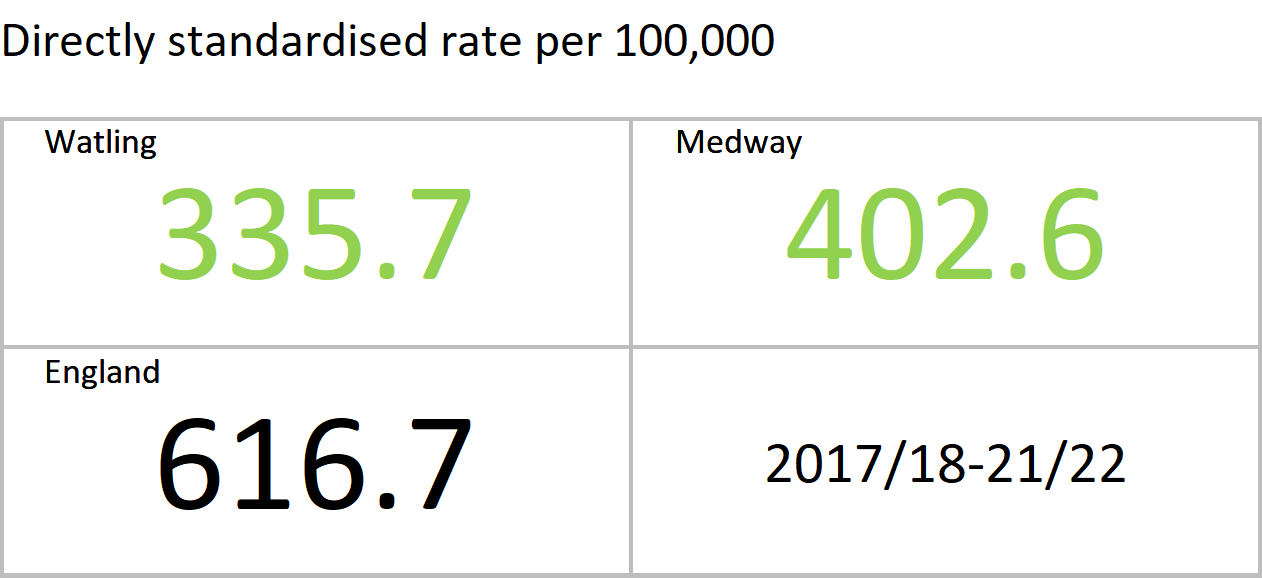 Directly standardised rate per 100,000
Watling
335.7
Medway
402.6
England
616.7
2017/18-21/22